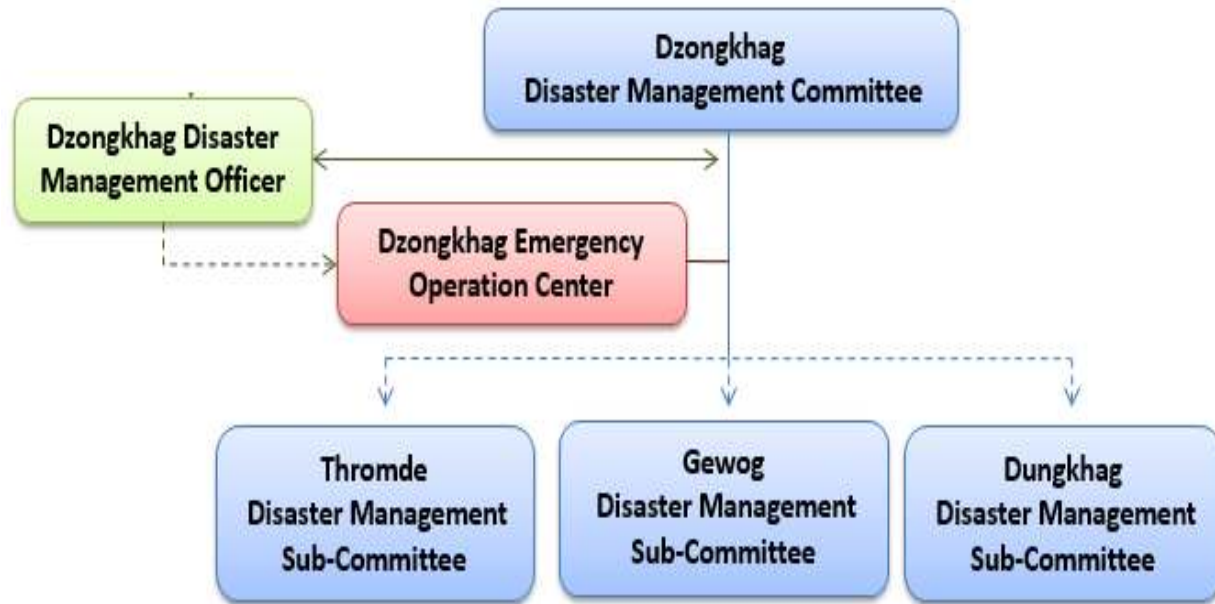 Dzongkhag
Disaster Management Committee
Dzongkhag Disaster
Management Officer
Dzongkhag Emergency
Operation Center
Thromde
Disaster Management
Sub-Committee
Gewog
Disaster Management
Sub-Committee
Dungkhag
Disaster Management
Sub-Committee